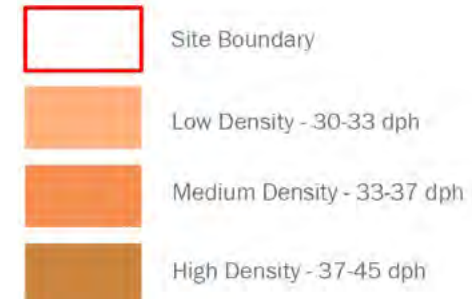 Site Boundary
Low Density - 30-33 dph
Medium Density - 33-37 dph
High Density - 37-45 dph